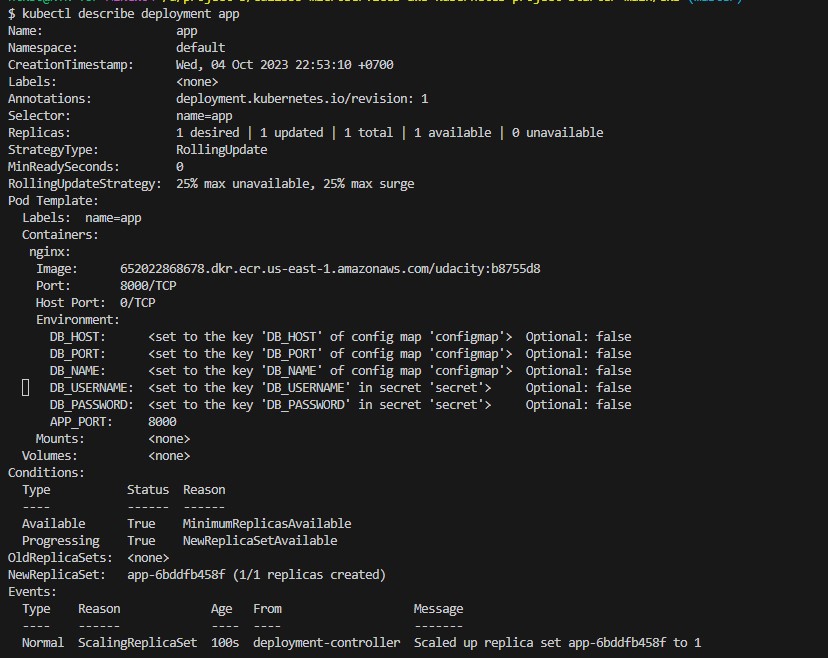 $ kubectl describe deployment app
Name:                   app
Namespace:              default
CreationTimestamp:      Wed, 04 Oct 2023 22:53:10 +0700
Labels:                 <none>
Annotations:            deployment.kubernetes.io/revision: 1
Selector:               name=app
Replicas:               1 desired | 1 updated | 1 total | 1 available | 0 unavailable
StrategyType:           RollingUpdate
MinReadySeconds:        0
RollingUpdateStrategy:  25% max unavailable, 25% max surge
Pod Template:
  Labels:  name=app
  Containers:
   nginx:
    Image:      652022868678.dkr.ecr.us-east-1.amazonaws.com/udacity:b8755d8
    Port:       8000/TCP
    Host Port:  0/TCP
    Environment:
      DB_HOST:      <set to the key 'DB_HOST' of config map 'configmap'>  Optional: false
      DB_PORT:      <set to the key 'DB_PORT' of config map 'configmap'>  Optional: false
      DB_NAME:      <set to the key 'DB_NAME' of config map 'configmap'>  Optional: false
      DB_USERNAME:  <set to the key 'DB_USERNAME' in secret 'secret'>     Optional: false
      DB_PASSWORD:  <set to the key 'DB_PASSWORD' in secret 'secret'>     Optional: false
      APP_PORT:     8000
    Mounts:         <none>
  Volumes:          <none>
Conditions:
  Type           Status  Reason
  ----           ------  ------
  Available      True    MinimumReplicasAvailable
  Progressing    True    NewReplicaSetAvailable
OldReplicaSets:  <none>
NewReplicaSet:   app-6bddfb458f (1/1 replicas created)
Events:
  Type    Reason             Age   From                   Message
  ----    ------             ----  ----                   -------
  Normal  ScalingReplicaSet  100s  deployment-controller  Scaled up replica set app-6bddfb458f to 1